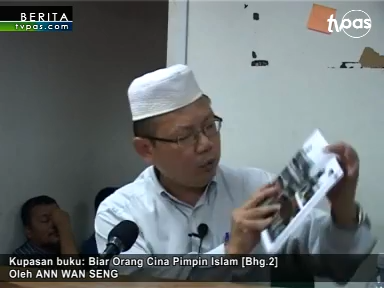 BERITA
tvpas.com
tvpas
Kupasan buku: Biar Orang Cina Pimpin Islam [Bhg.2]
Oleh ANN WAN SENG